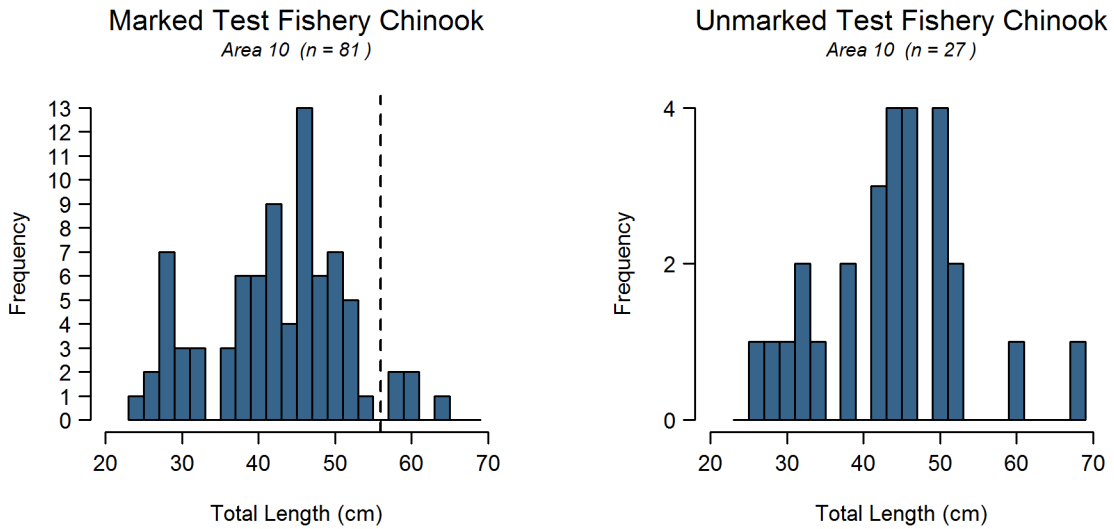 Marked Test Fishery Chinook
Area 10 (n = 81 )
13
12
11
10
9
8
7
6
5
4
3
2
1
0
Frequency
20 30 40 50 60 70
Total Length (cm)
Unmarked Test Fishery Chinook
Area 10 (n = 27 )
4
2
0
Frequency
20 30 40 50 60 70
Total Length (cm)